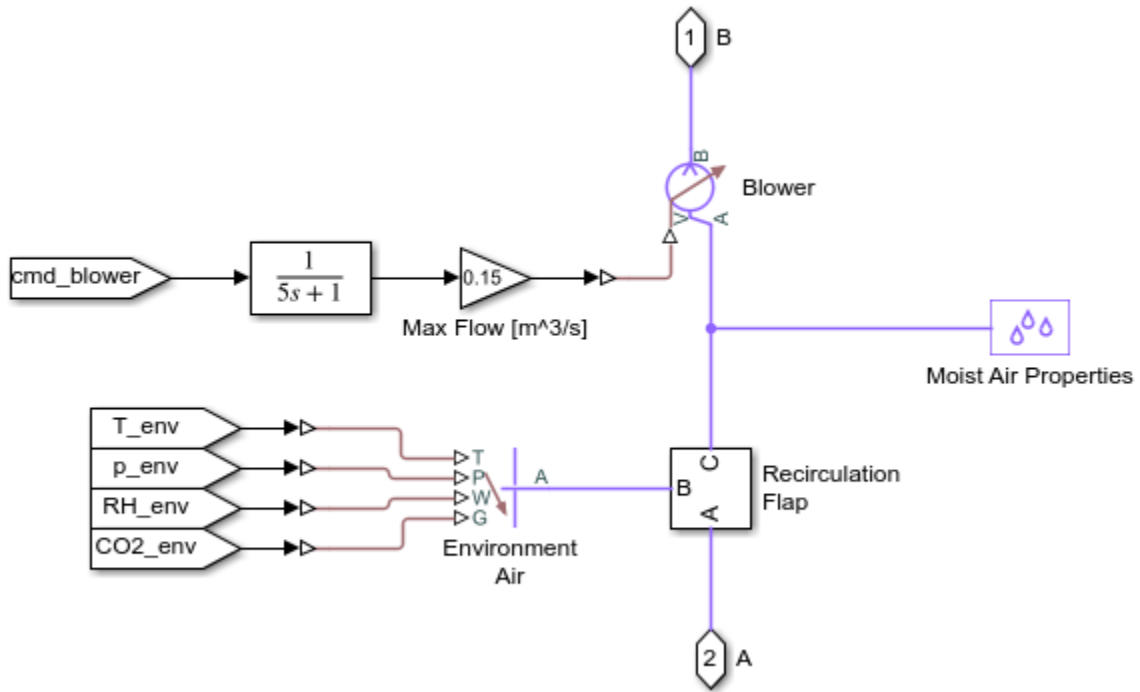 1 B
B
Blower
V A
cmd_blower
1
5s + 1
0.15
Max Flow [m^3/s]
Moist Air Properties
T_env
p_env
RH_env
CO2_env
T
P
W
G
A
Environment
Air
C
B
A
Recirculation
Flap
2 A